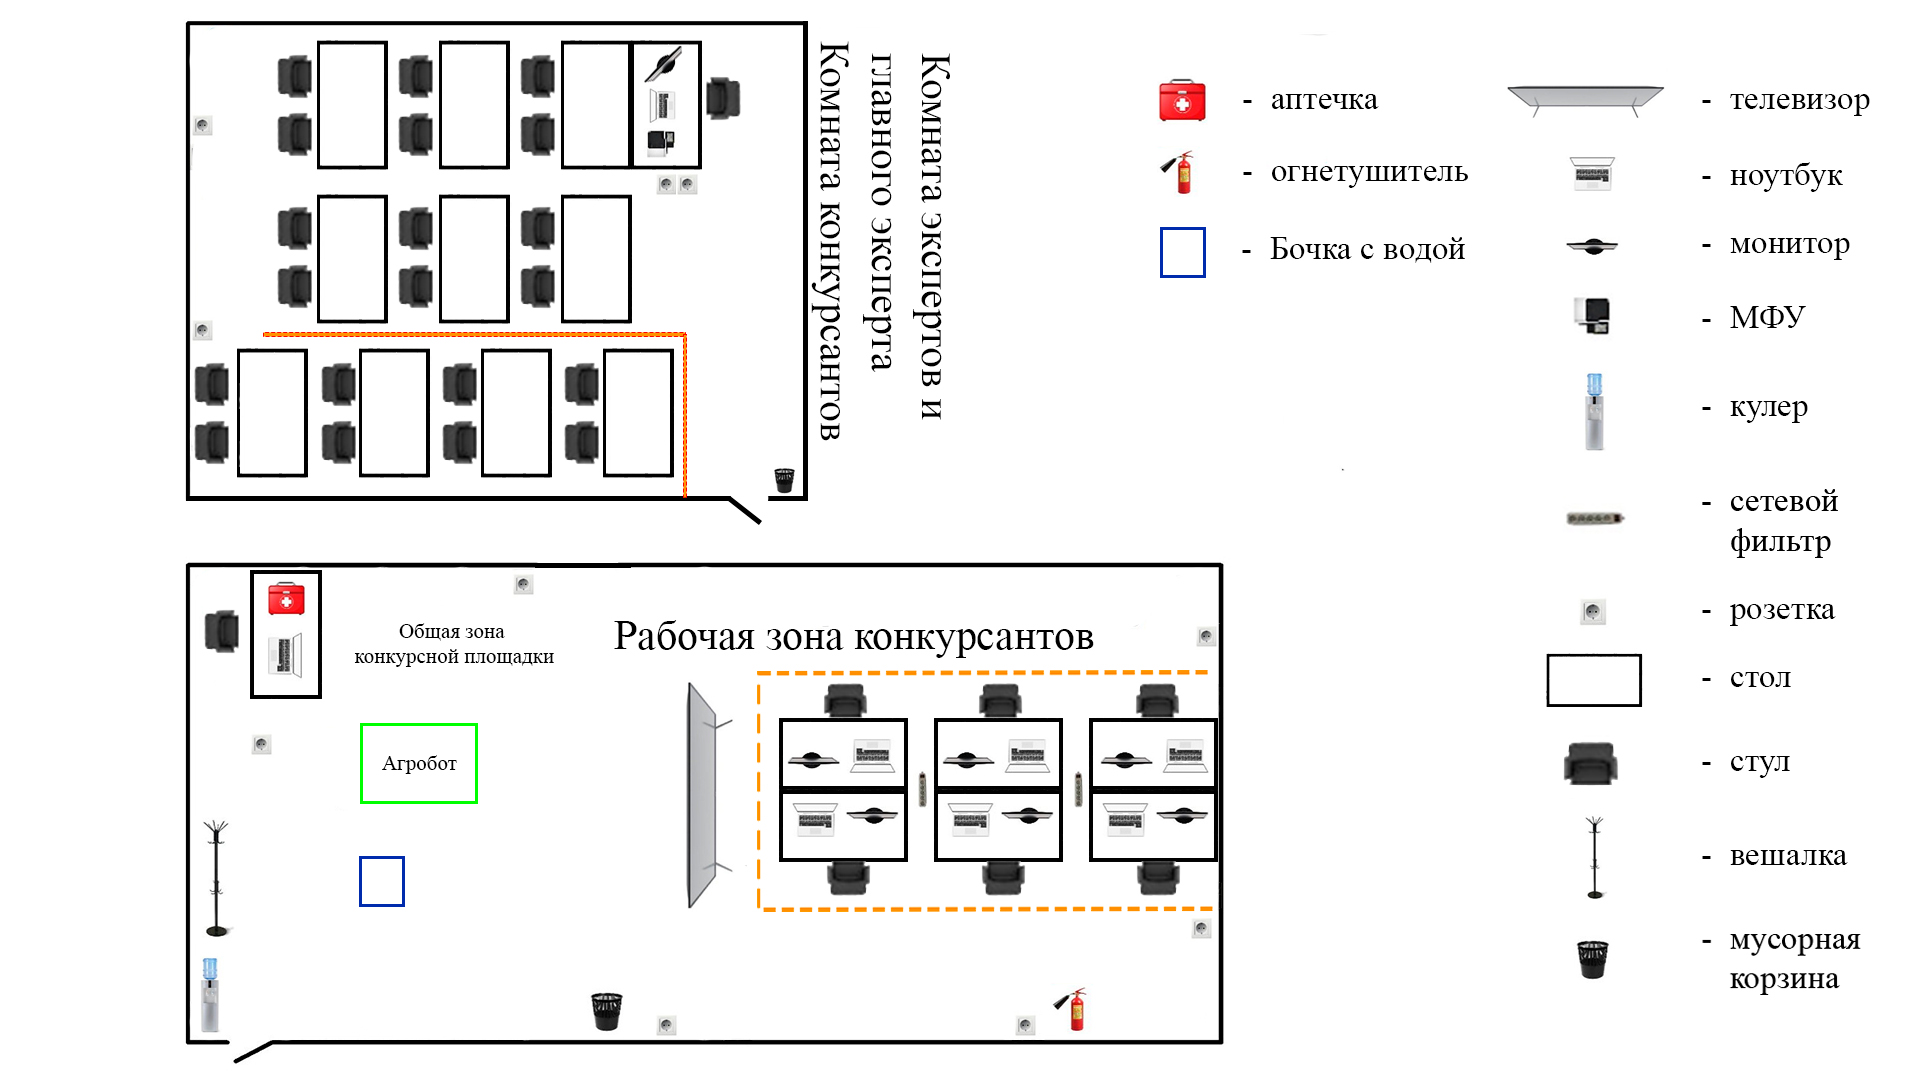 Комната экспертов и
главного эксперта
Комната конкурсантов
- аптечка
- огнетушитель
- Бочка с водой
- телевизор
- ноутбук
- монитор
- МФУ
- кулер
- сетевой
фильтр
- розетка
- стол
- стул
- вешалка
- мусорная
корзина
Общая зона
конкурсной площадки
Рабочая зона конкурсантов
Агробот